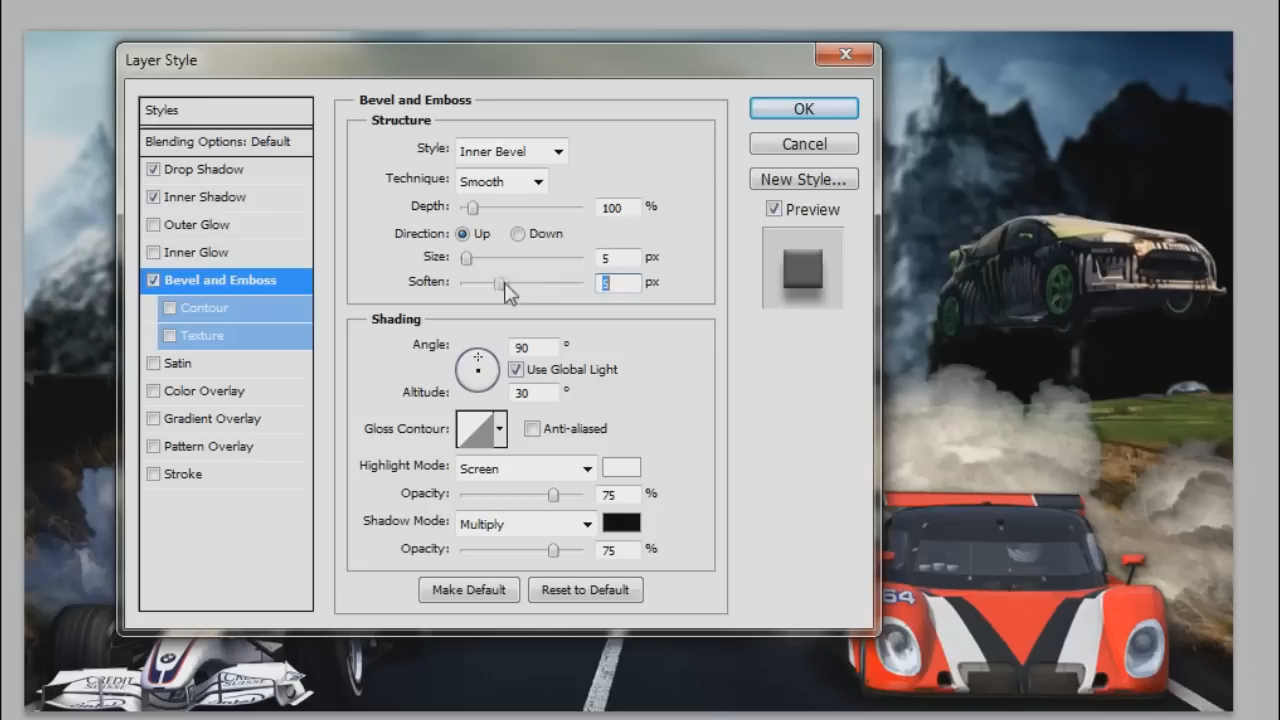 Layer Style
Styles
Blending Options: Default
Drop Shadow
Inner Shadow
Outer Glow
Inner Glow
Bevel and Emboss
Contour
Texture
Satin
Color Overlay
Gradient Overlay
Pattern Overlay
Stroke
Bevel and Emboss
Structure
Style: Inner Bevel
Technique: Smooth
Depth: 100 %
Direction: Up Down
Size: 5 px
Soften: 5 px
Shading
Angle: 90 °
Use Global Light
Altitude: 30 °
Gloss Contour: Anti-aliased
Highlight Mode: Screen
Opacity: 75 %
Shadow Mode: Multiply
Opacity: 75 %
Make Default Reset to Default
OK
Cancel
New Style...
Preview
64
CREDIT SUISSE
intel